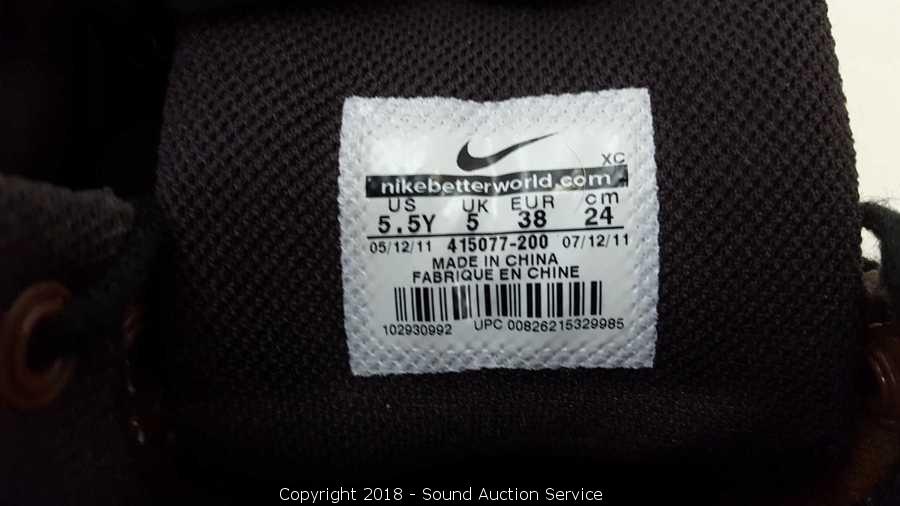 XC
nikebetterworld.com
US UK EUR cm
5.5Y 5 38 24
05/12/11 415077-200 07/12/11
MADE IN CHINA
FABRIQUE EN CHINE
102930992 UPC 00826215329985
Copyright 2018 - Sound Auction Service